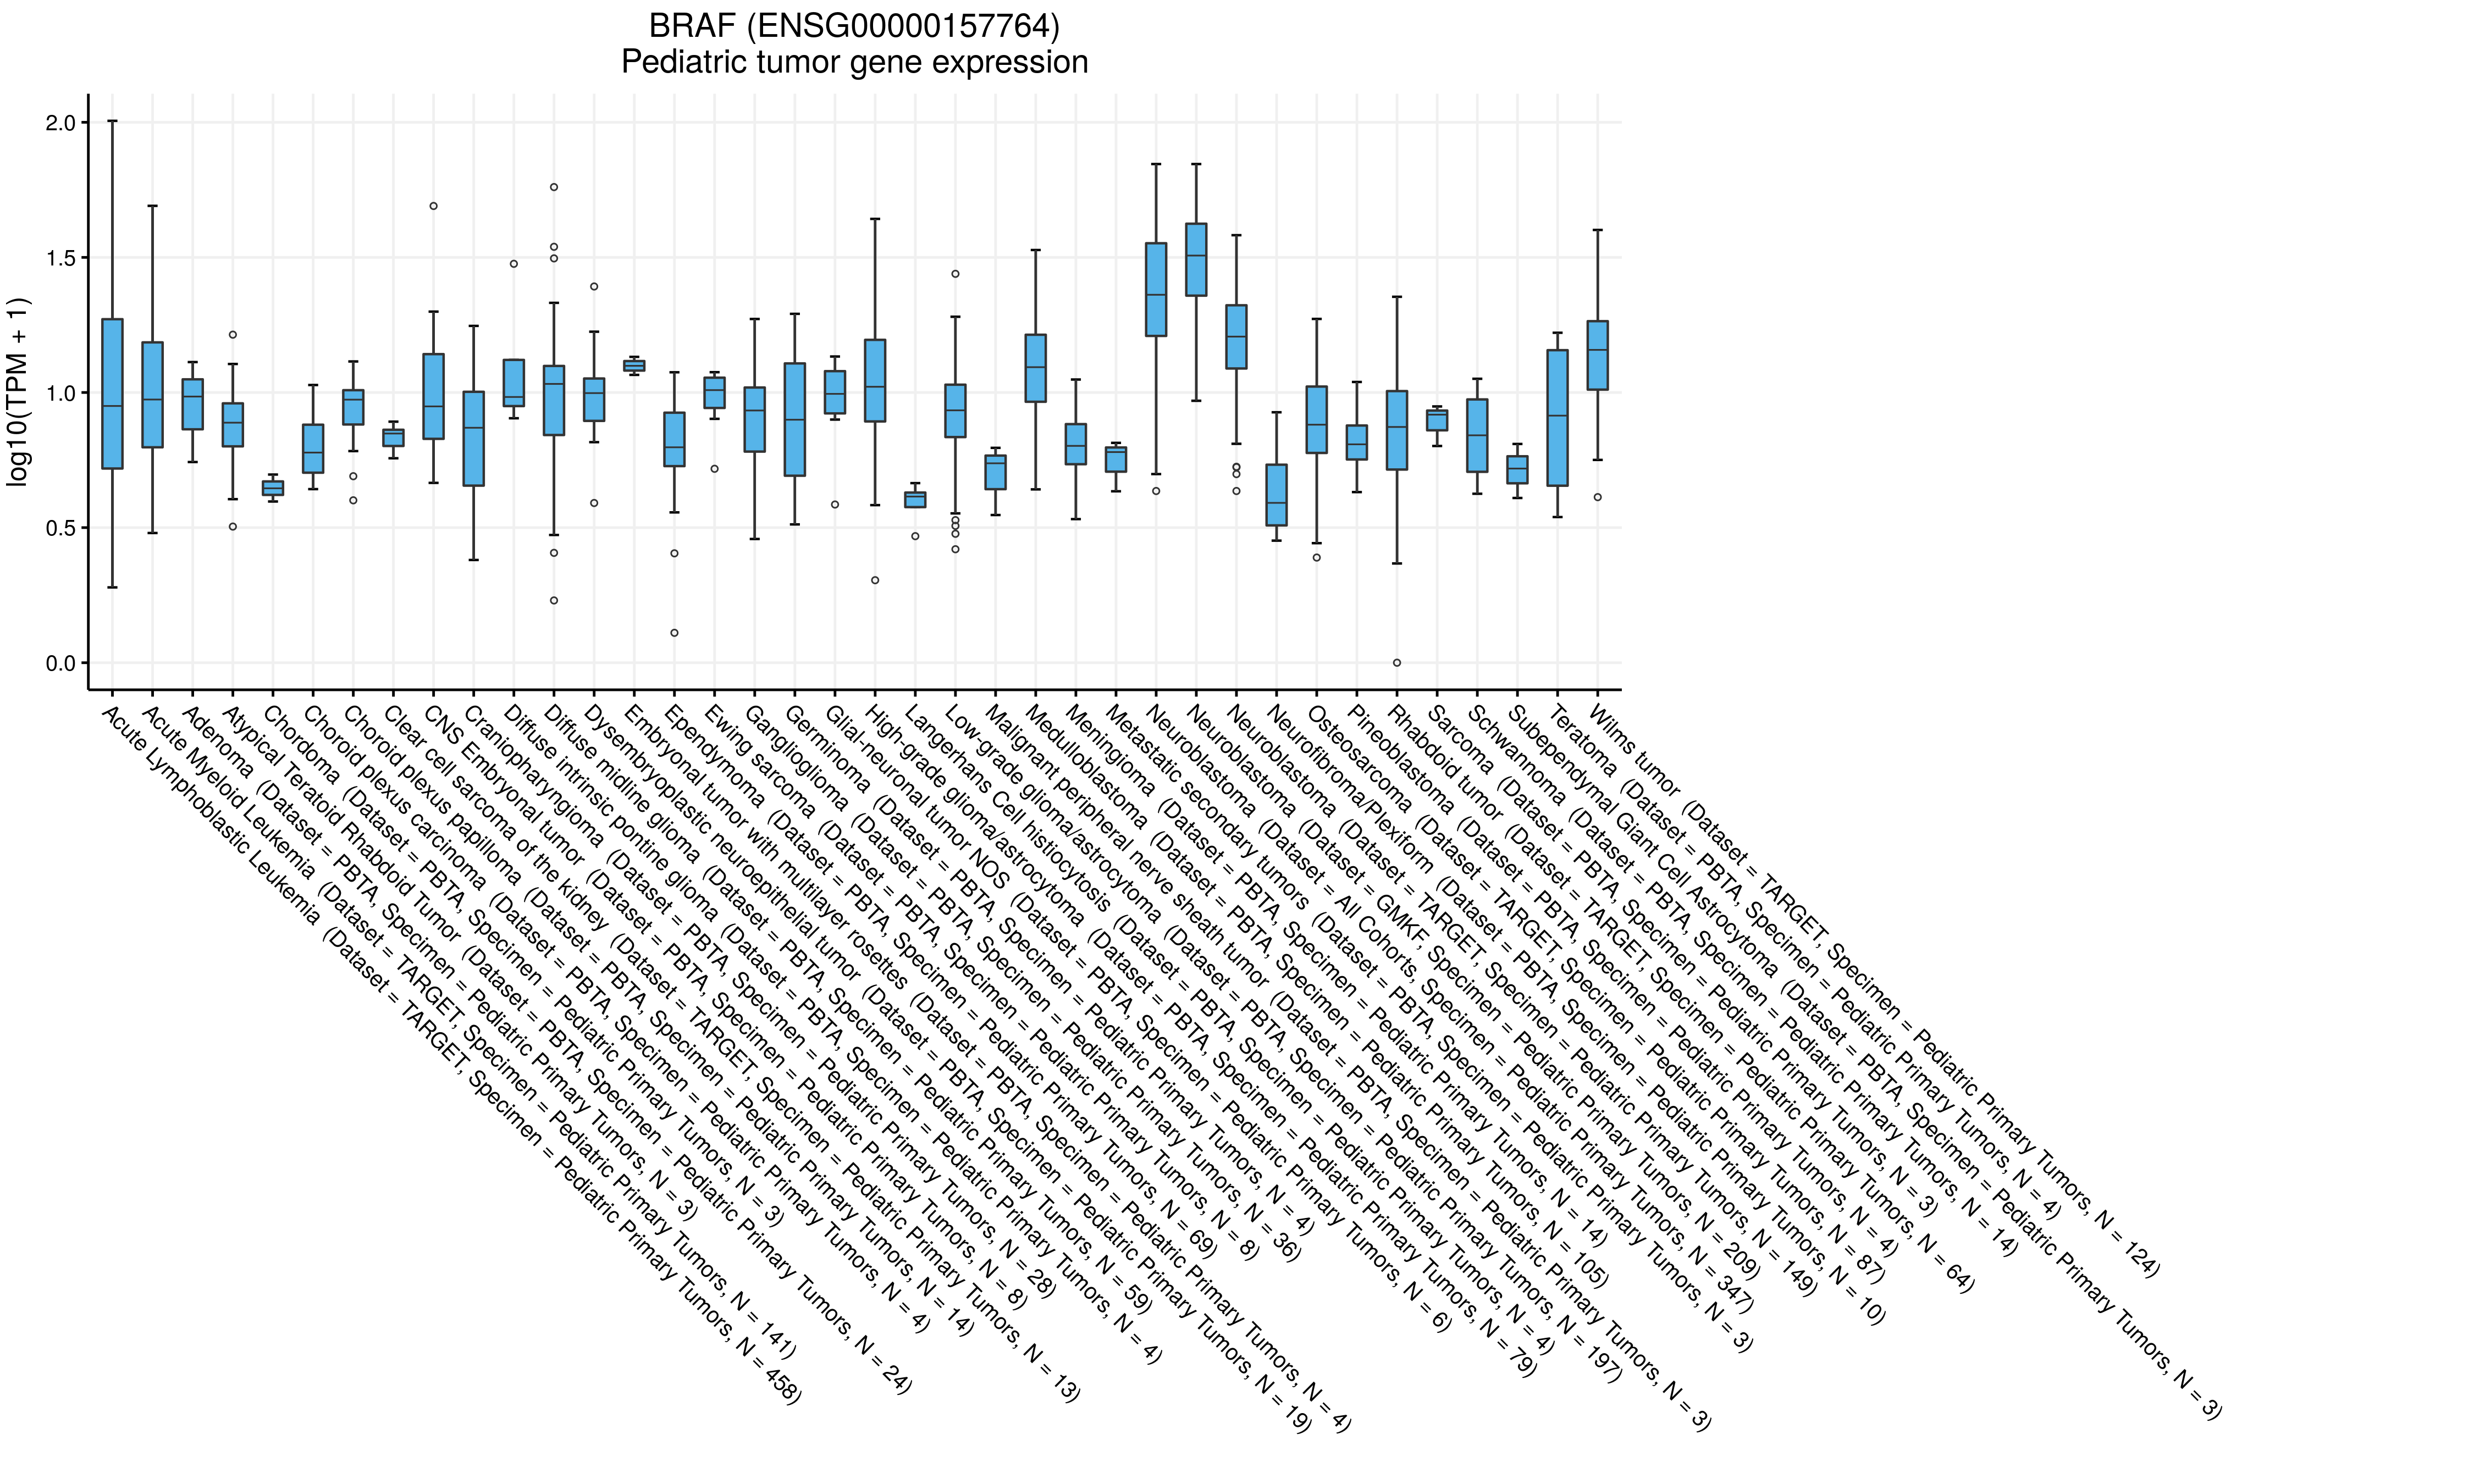 BRAF (ENSG00000157764)
Pediatric tumor gene expression
log10(TPM + 1)
2.0
1.5
1.0
0.5
0.0
Acute Lymphoblastic Leukemia (Dataset = TARGET, Specimen = Pediatric Primary Tumors, N = 458)
Acute Myeloid Leukemia (Dataset = TARGET, Specimen = Pediatric Primary Tumors, N = 141)
Adenoma (Dataset = PBTA, Specimen = Pediatric Primary Tumors, N = 3)
Atypical Teratoid Rhabdoid Tumor (Dataset = PBTA, Specimen = Pediatric Primary Tumors, N = 24)
Chordoma (Dataset = PBTA, Specimen = Pediatric Primary Tumors, N = 3)
Choroid plexus carcinoma (Dataset = PBTA, Specimen = Pediatric Primary Tumors, N = 4)
Choroid plexus papilloma (Dataset = PBTA, Specimen = Pediatric Primary Tumors, N = 14)
Clear cell sarcoma of the kidney (Dataset = TARGET, Specimen = Pediatric Primary Tumors, N = 13)
CNS Embryonal tumor (Dataset = PBTA, Specimen = Pediatric Primary Tumors, N = 8)
Craniopharyngioma (Dataset = PBTA, Specimen = Pediatric Primary Tumors, N = 28)
Diffuse intrinsic pontine glioma (Dataset = PBTA, Specimen = Pediatric Primary Tumors, N = 4)
Diffuse midline glioma (Dataset = PBTA, Specimen = Pediatric Primary Tumors, N = 59)
Dysembryoplastic neuroepithelial tumor (Dataset = PBTA, Specimen = Pediatric Primary Tumors, N = 19)
Embryonal tumor with multilayer rosettes (Dataset = PBTA, Specimen = Pediatric Primary Tumors, N = 4)
Ependymoma (Dataset = PBTA, Specimen = Pediatric Primary Tumors, N = 69)
Ewing sarcoma (Dataset = PBTA, Specimen = Pediatric Primary Tumors, N = 8)
Ganglioglioma (Dataset = PBTA, Specimen = Pediatric Primary Tumors, N = 36)
Germinoma (Dataset = PBTA, Specimen = Pediatric Primary Tumors, N = 4)
Glial-neuronal tumor NOS (Dataset = PBTA, Specimen = Pediatric Primary Tumors, N = 6)
High-grade glioma/astrocytoma (Dataset = PBTA, Specimen = Pediatric Primary Tumors, N = 79)
Langerhans Cell histiocytosis (Dataset = PBTA, Specimen = Pediatric Primary Tumors, N = 4)
Low-grade glioma/astrocytoma (Dataset = PBTA, Specimen = Pediatric Primary Tumors, N = 197)
Malignant peripheral nerve sheath tumor (Dataset = PBTA, Specimen = Pediatric Primary Tumors, N = 3)
Medulloblastoma (Dataset = PBTA, Specimen = Pediatric Primary Tumors, N = 105)
Meningioma (Dataset = PBTA, Specimen = Pediatric Primary Tumors, N = 14)
Metastatic secondary tumors (Dataset = PBTA, Specimen = Pediatric Primary Tumors, N = 3)
Neuroblastoma (Dataset = All Cohorts, Specimen = Pediatric Primary Tumors, N = 347)
Neuroblastoma (Dataset = GMKF, Specimen = Pediatric Primary Tumors, N = 209)
Neuroblastoma (Dataset = TARGET, Specimen = Pediatric Primary Tumors, N = 149)
Neurofibroma/Plexiform (Dataset = PBTA, Specimen = Pediatric Primary Tumors, N = 10)
Osteosarcoma (Dataset = TARGET, Specimen = Pediatric Primary Tumors, N = 87)
Pineoblastoma (Dataset = PBTA, Specimen = Pediatric Primary Tumors, N = 4)
Rhabdoid tumor (Dataset = TARGET, Specimen = Pediatric Primary Tumors, N = 64)
Sarcoma (Dataset = PBTA, Specimen = Pediatric Primary Tumors, N = 3)
Schwannoma (Dataset = PBTA, Specimen = Pediatric Primary Tumors, N = 14)
Subependymal Giant Cell Astrocytoma (Dataset = PBTA, Specimen = Pediatric Primary Tumors, N = 3)
Teratoma (Dataset = PBTA, Specimen = Pediatric Primary Tumors, N = 4)
Wilms tumor (Dataset = TARGET, Specimen = Pediatric Primary Tumors, N = 124)